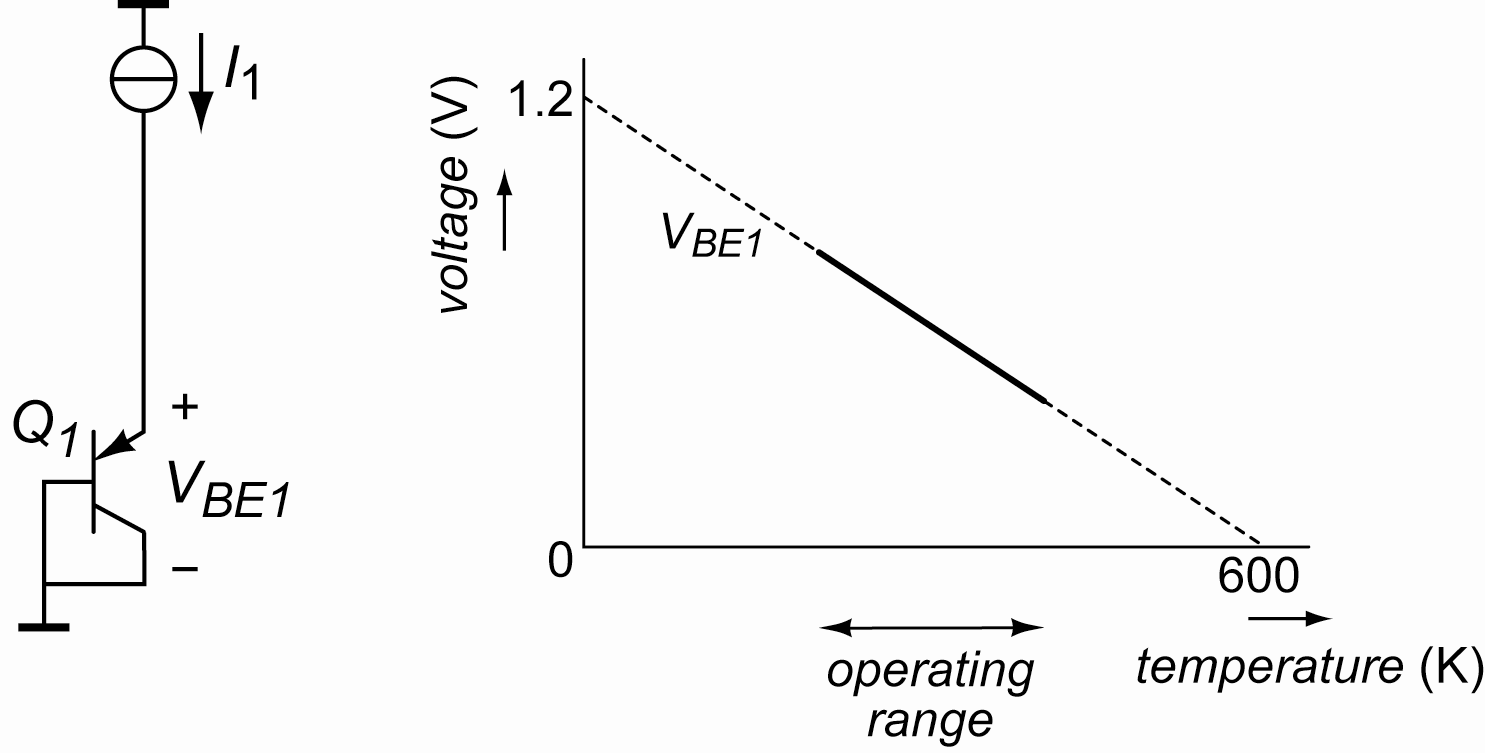 I1
Q1
+
VBE1
−
voltage (V)
1.2
VBE1
0
600
operating
range
temperature (K)